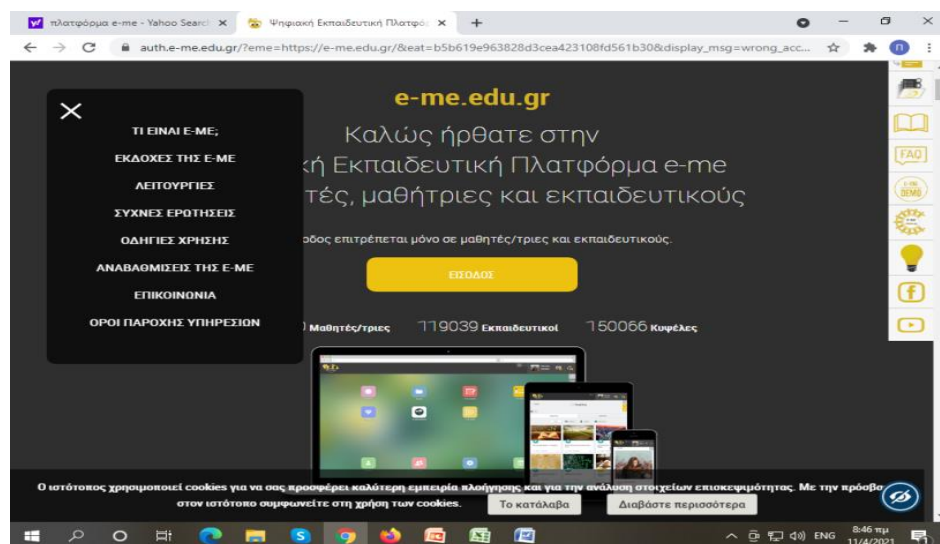 πλατφόρμα e-me - Yahoo Search
Ψηφιακή Εκπαιδευτική Πλατφόρ
auth.e-me.edu.gr/?eme=https://e-me.edu.gr/&eat=b5b619e963828d3cea423108fd561b30&display_msg=wrong_acc...
Π
e-me.edu.gr
Καλώς ήρθατε στην
κή Εκπαιδευτική Πλατφόρμα e-me
τές, μαθήτριες και εκπαιδευτικούς
οδος επιτρέπεται μόνο σε μαθητές/τριες και εκπαιδευτικούς.
ΕΙΣΟΔΟΣ
Μαθητές/τριες 119039 Εκπαιδευτικοί 150066 Κυψέλες
ΤΙ ΕΙΝΑΙ E-ME;
ΕΚΔΟΧΕΣ ΤΗΣ E-ME
ΛΕΙΤΟΥΡΓΙΕΣ
ΣΥΧΝΕΣ ΕΡΩΤΗΣΕΙΣ
ΟΔΗΓΙΕΣ ΧΡΗΣΗΣ
ΑΝΑΒΑΘΜΙΣΕΙΣ ΤΗΣ E-ME
ΕΠΙΚΟΙΝΩΝΙΑ
ΟΡΟΙ ΠΑΡΟΧΗΣ ΥΠΗΡΕΣΙΩΝ
FAQ
DEMO
Ο ιστότοπος χρησιμοποιεί cookies για να σας προσφέρει καλύτερη εμπειρία πλοήγησης και για την ανάλυση στοιχείων επισκεψιμότητας. Με την πρόσβα
στον ιστότοπο συμφωνείτε στη χρήση των cookies.
Το κατάλαβα
Διαβάστε περισσότερα
ENG
8:46 πμ
11/4/2021